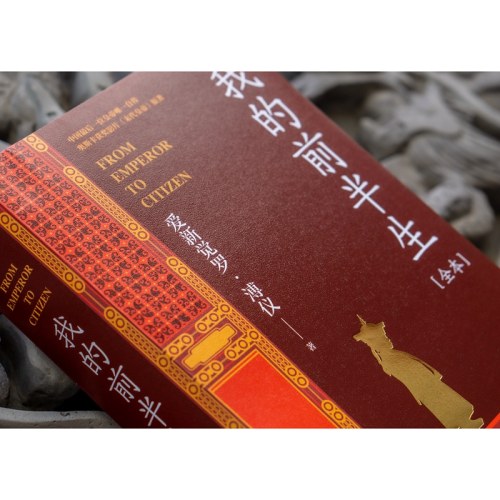 我的前半生
[全本]
FROM
EMPEROR
TO
CITIZEN
爱新觉罗·溥仪——著
FROM
EMPEROR
TO
CITIZEN
我的前半